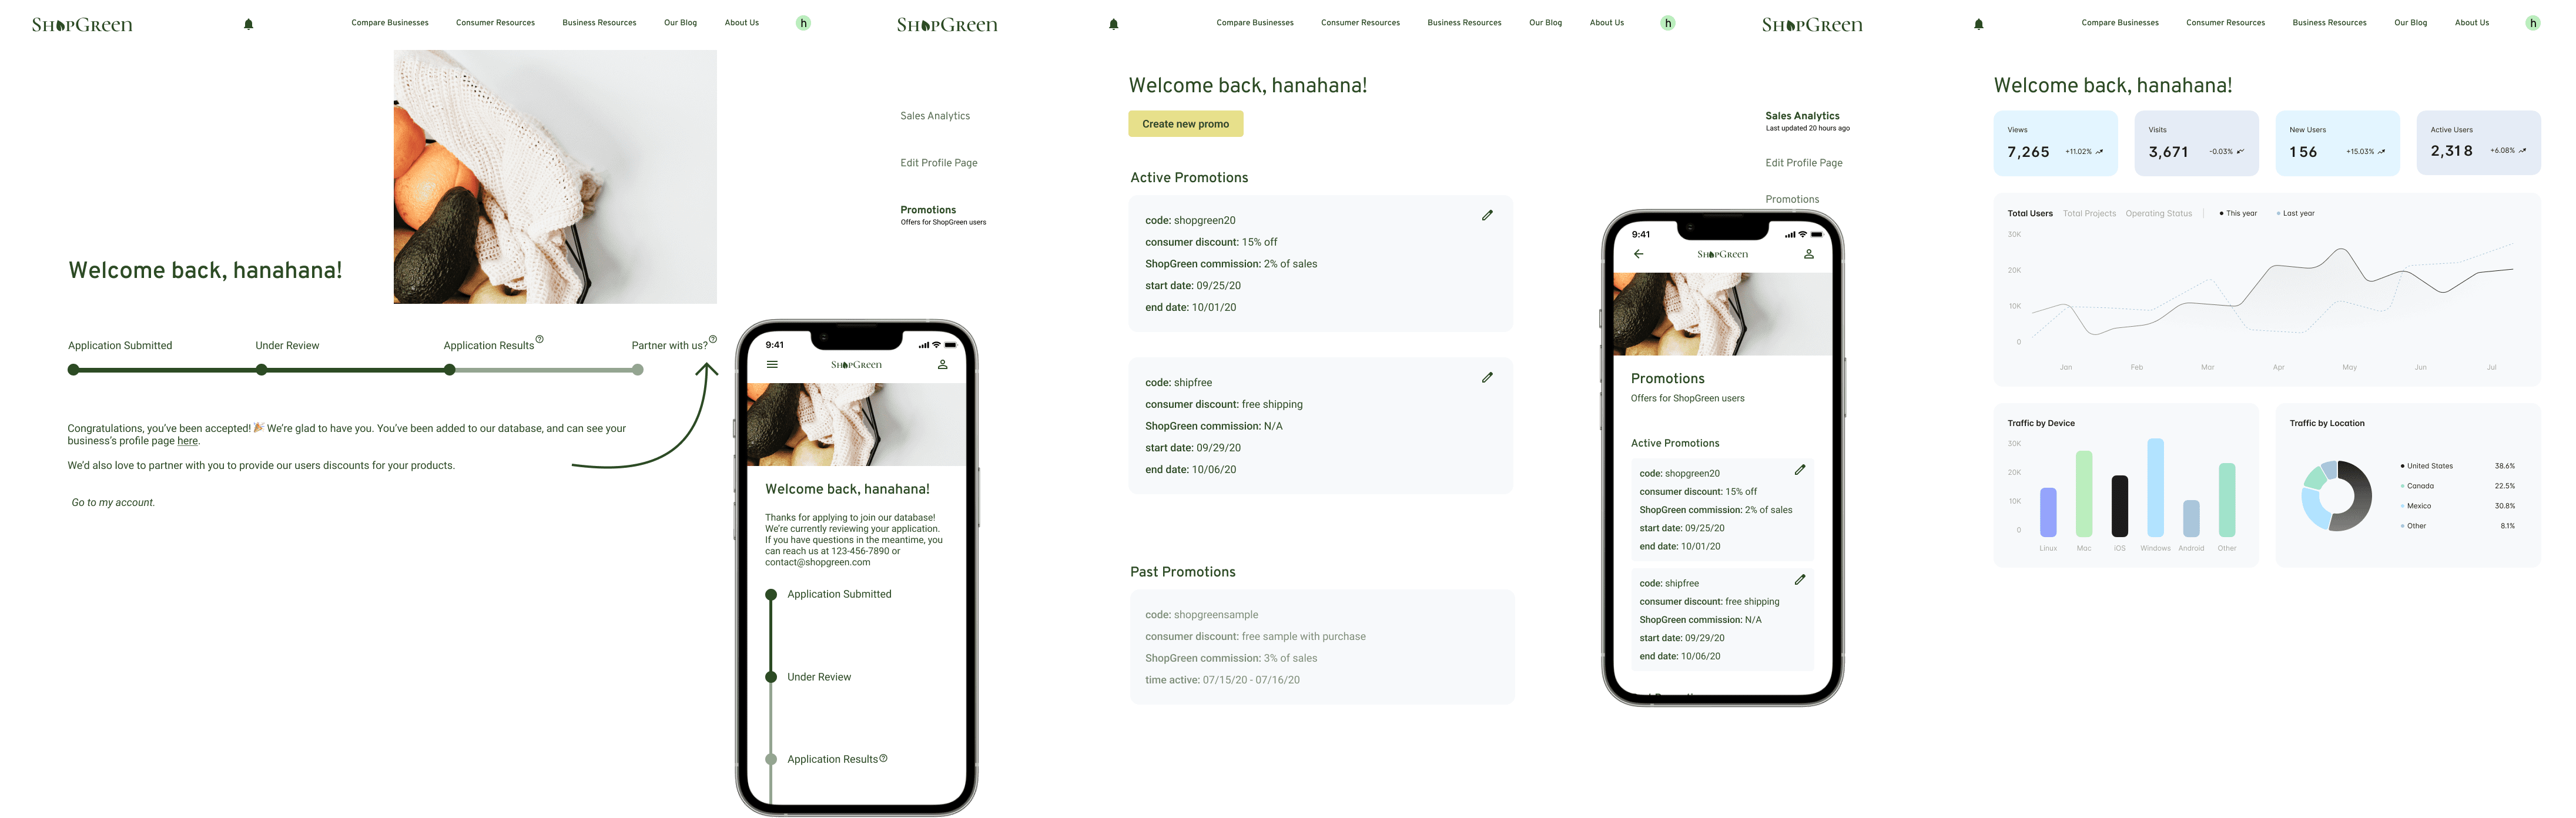 ShopGreen
Compare Businesses
Consumer Resources
Business Resources
Our Blog
About Us
h
Welcome back, hanahana!
Application Submitted
Under Review
Application Results
Partner with us?
Congratulations, you've been accepted! 🎉 We're glad to have you. You've been added to our database, and can see your
business's profile page here.
We'd also love to partner with you to provide our users discounts for your products.
Go to my account.
9:41
ShopGreen
Welcome back, hanahana!
Thanks for applying to join our database!
We're currently reviewing your application.
If you have questions in the meantime, you
can reach us at 123-456-7890 or
contact@shopgreen.com
Application Submitted
Under Review
Application Results
ShopGreen
Compare Businesses
Consumer Resources
Business Resources
Our Blog
About Us
h
Sales Analytics
Edit Profile Page
Promotions
Offers for ShopGreen users
Welcome back, hanahana!
Create new promo
Active Promotions
code: shopgreen20
consumer discount: 15% off
ShopGreen commission: 2% of sales
start date: 09/25/20
end date: 10/01/20
code: shipfree
consumer discount: free shipping
ShopGreen commission: N/A
start date: 09/29/20
end date: 10/06/20
Past Promotions
code: shopgreensample
consumer discount: free sample with purchase
ShopGreen commission: 3% of sales
time active: 07/15/20 - 07/16/20
ShopGreen
Compare Businesses
Consumer Resources
Business Resources
Our Blog
About Us
h
Sales Analytics
Last updated 20 hours ago
Edit Profile Page
Promotions
9:41
ShopGreen
Promotions
Offers for ShopGreen users
Active Promotions
code: shopgreen20
consumer discount: 15% off
ShopGreen commission: 2% of sales
start date: 09/25/20
end date: 10/01/20
code: shipfree
consumer discount: free shipping
ShopGreen commission: N/A
start date: 09/29/20
end date: 10/06/20
Welcome back, hanahana!
Views
7,265
+11.02%
Visits
3,671
-0.03%
New Users
156
+15.03%
Active Users
2,318
+6.08%
Total Users
Total Projects
Operating Status
This year
Last year
30K
20K
10K
0
Jan
Feb
Mar
Apr
May
Jun
Jul
Traffic by Device
30K
20K
10K
0
Linux
Mac
iOS
Windows
Android
Other
Traffic by Location
United States 38.6%
Canada 22.5%
Mexico 30.8%
Other 8.1%